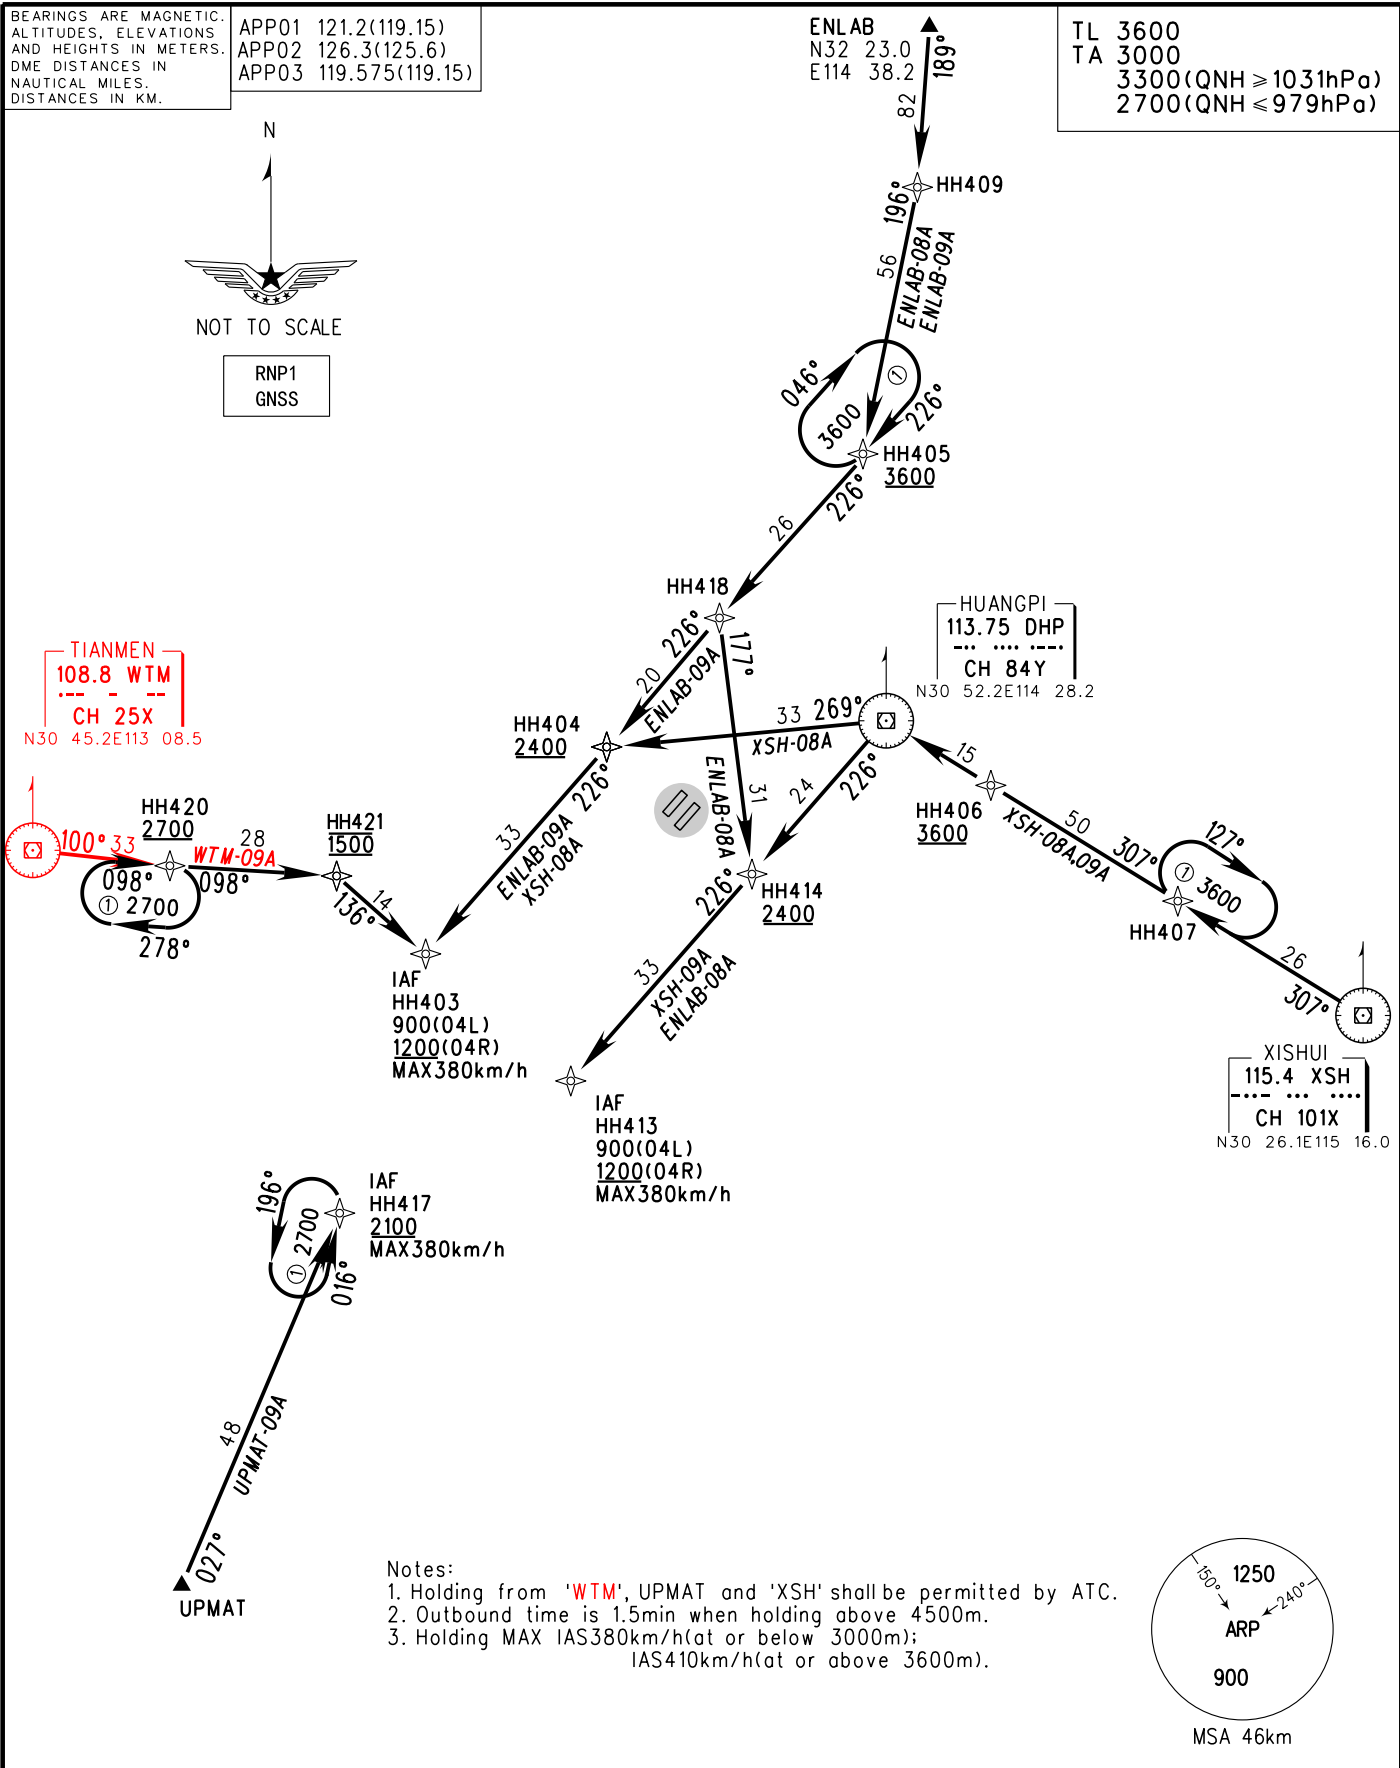 BEARINGS ARE MAGNETIC.
ALTITUDES, ELEVATIONS
AND HEIGHTS IN METERS.
DME DISTANCES IN
NAUTICAL MILES.
DISTANCES IN KM.
APP01 121.2(119.15)
APP02 126.3(125.6)
APP03 119.575(119.15)
ENLAB
N32 23.0
E114 38.2
189°
82
TL 3600
TA 3000
3300(QNH≥1031hPa)
2700(QNH≤979hPa)
N
NOT TO SCALE
RNP1
GNSS
HH409
196°
56
ENLAB-08A
ENLAB-09A
046°
①
3600
226°
HH405
3600
226°
26
HH418
226°
177°
20
ENLAB-09A
HUANGPI
113.75 DHP
-·· ···· ·--·
CH 84Y
N30 52.2E114 28.2
TIANMEN
108.8 WTM
·-- - --
CH 25X
N30 45.2E113 08.5
HH404
2400
33 269°
XSH-08A
226°
ENLAB-08A
31
24
226°
15
HH406
3600
50
XSH-08A,09A
307°
127°
① 3600
HH407
26
307°
HH420
2700
100° 33
28
WTM-09A
098°
098°
① 2700
278°
HH421
1500
14
136°
33
ENLAB-09A
XSH-08A
HH414
2400
226°
33
XSH-09A
ENLAB-08A
IAF
HH403
900(04L)
1200(04R)
MAX380km/h
IAF
HH413
900(04L)
1200(04R)
MAX380km/h
XISHUI
115.4 XSH
-··- ··· ····
CH 101X
N30 26.1E115 16.0
196°
① 2700
016°
IAF
HH417
2100
MAX380km/h
48
UPMAT-09A
027°
UPMAT
Notes:
1. Holding from 'WTM', UPMAT and 'XSH' shall be permitted by ATC.
2. Outbound time is 1.5min when holding above 4500m.
3. Holding MAX IAS380km/h(at or below 3000m);
IAS410km/h(at or above 3600m).
150°
1250
240°
ARP
900
MSA 46km